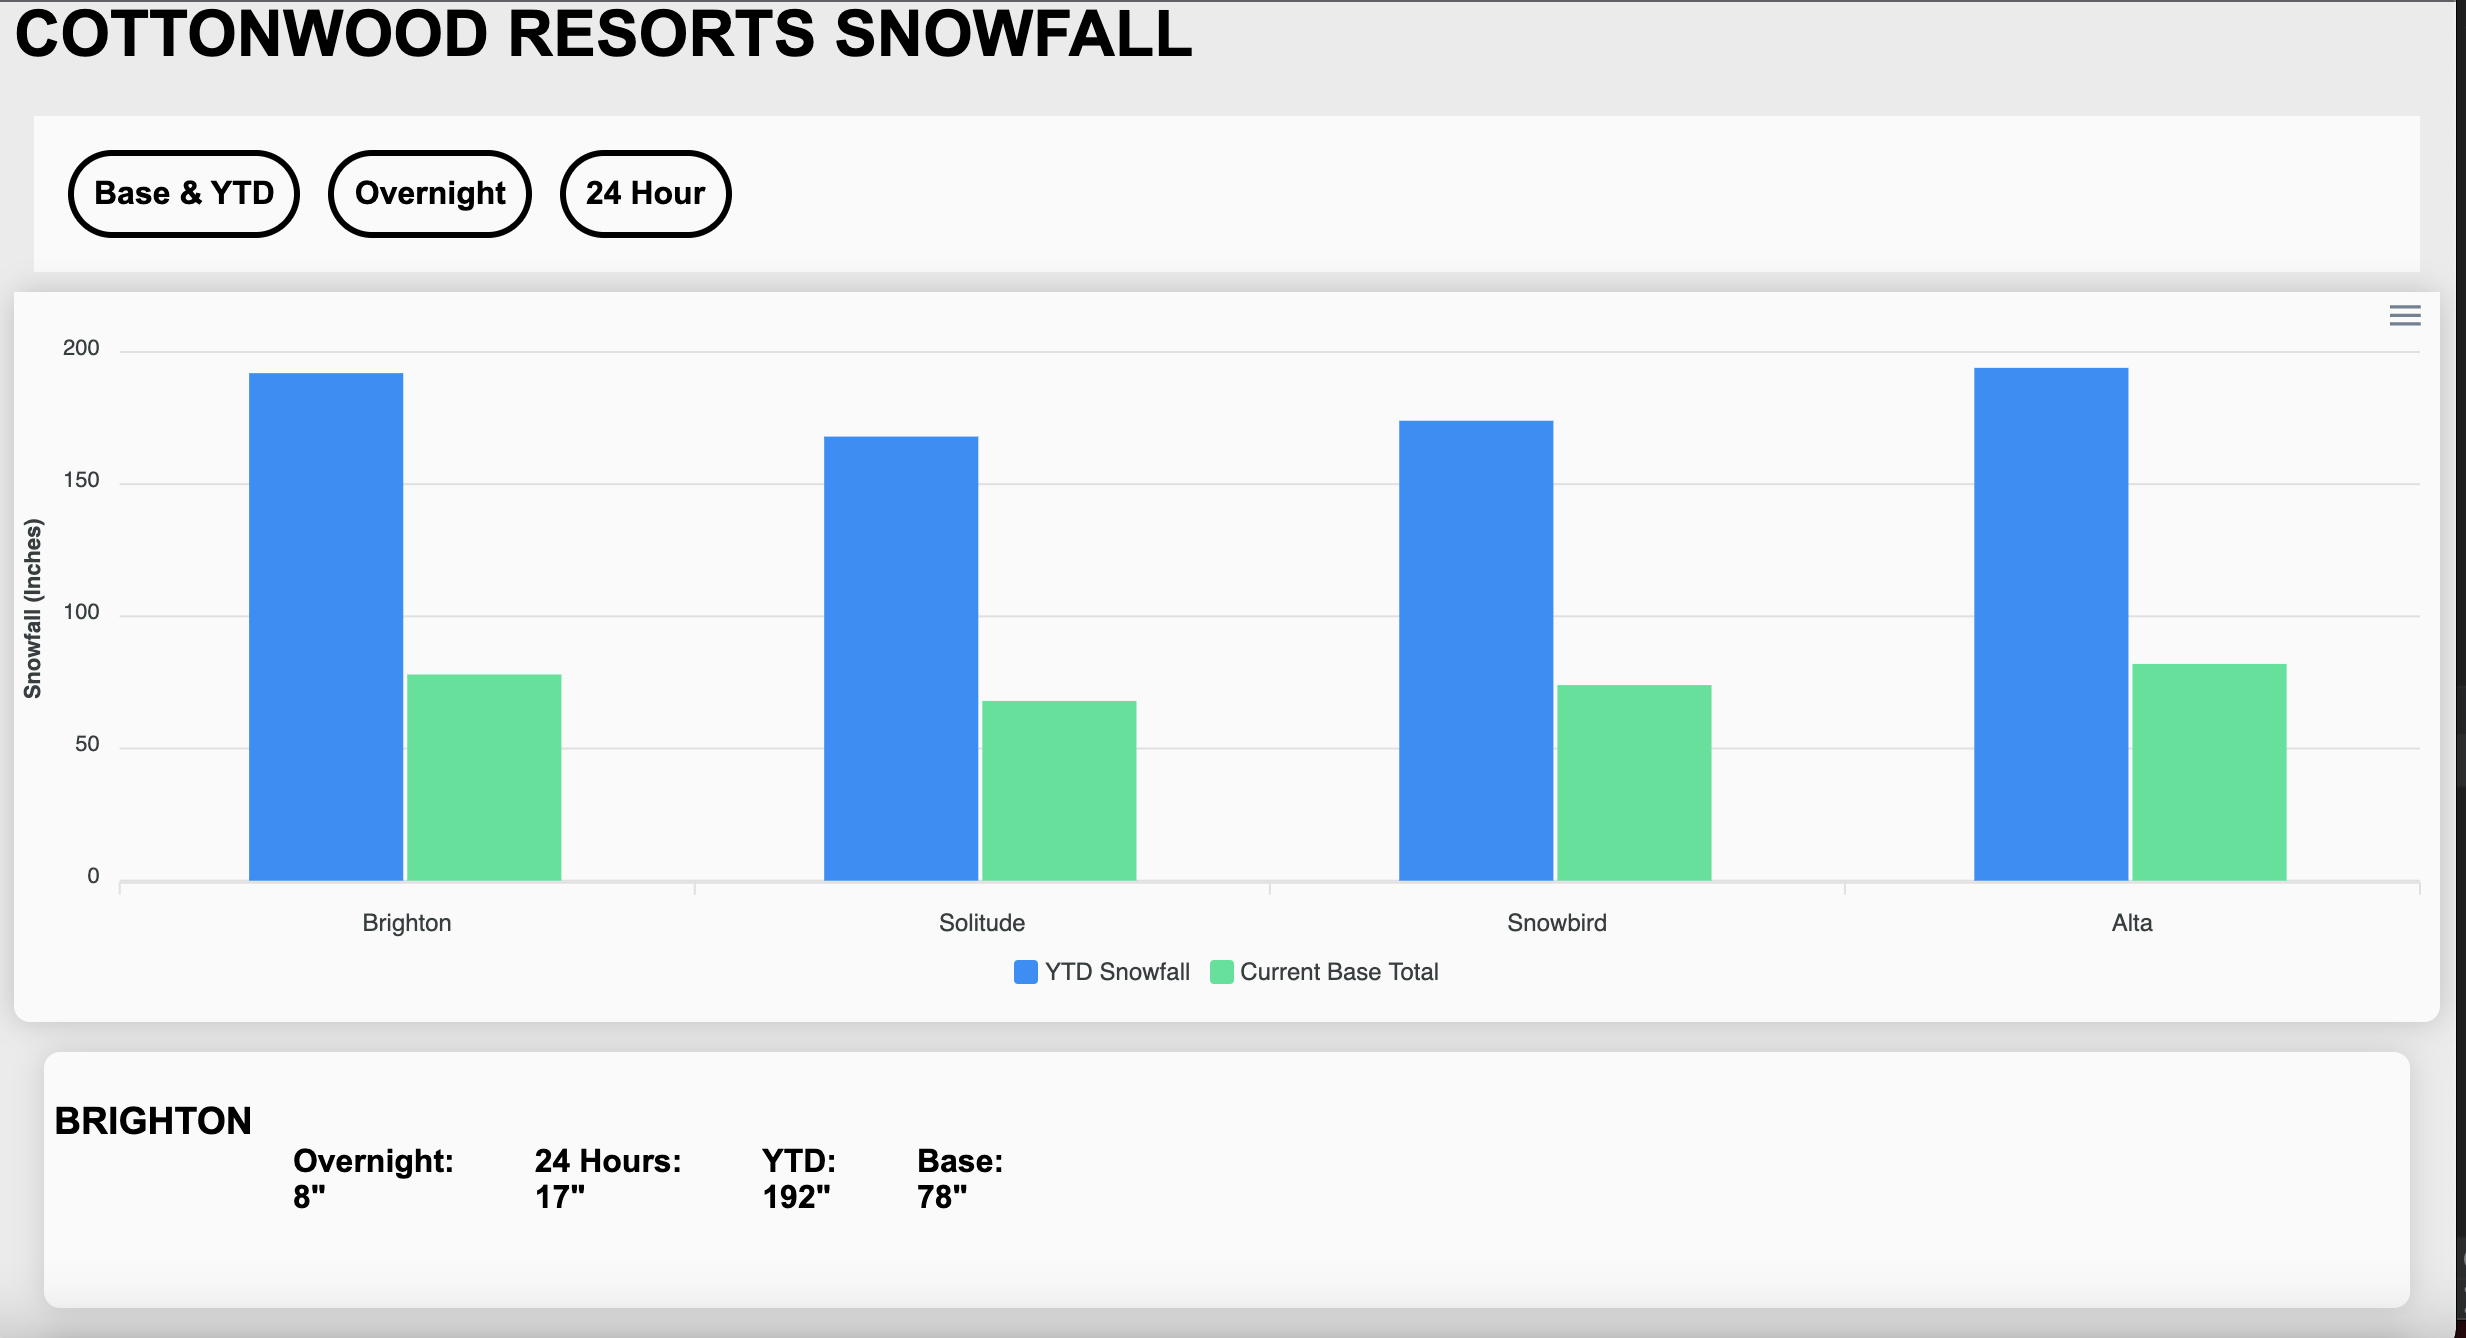 COTTONWOOD RESORTS SNOWFALL
Base & YTD
Overnight
24 Hour
200
150
100
50
0
Snowfall (Inches)
Brighton
Solitude
Snowbird
Alta
YTD Snowfall
Current Base Total
BRIGHTON
Overnight: 24 Hours: YTD: Base:
8" 17" 192" 78"